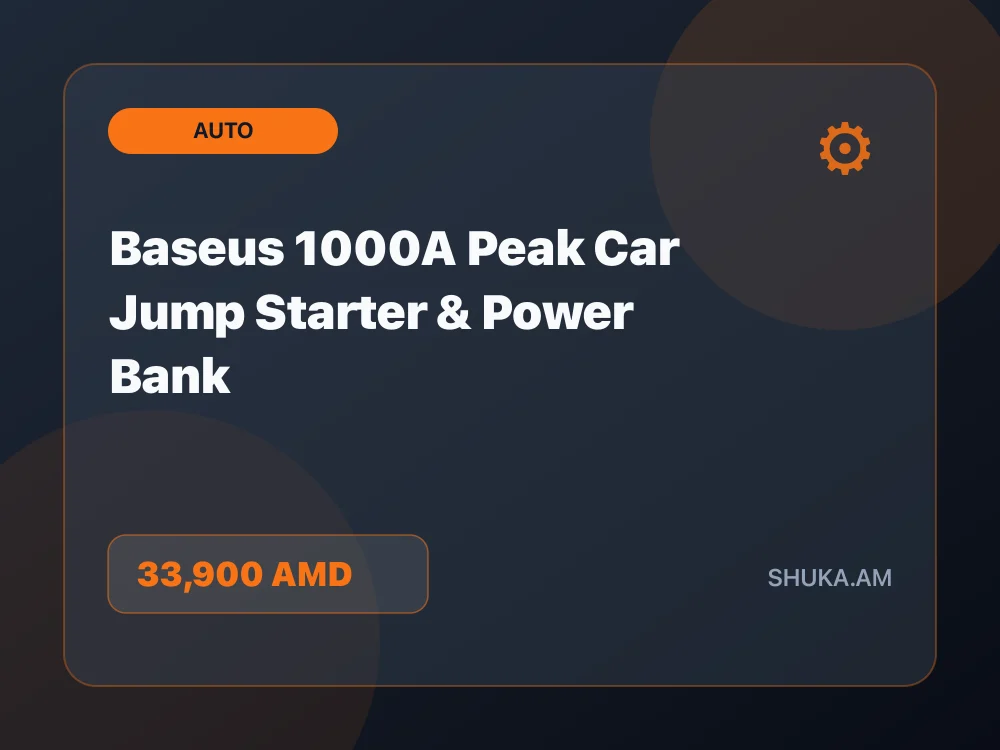 AUTO
Baseus 1000A Peak Car
Jump Starter & Power
Bank
33,900 AMD
SHUKA.AM